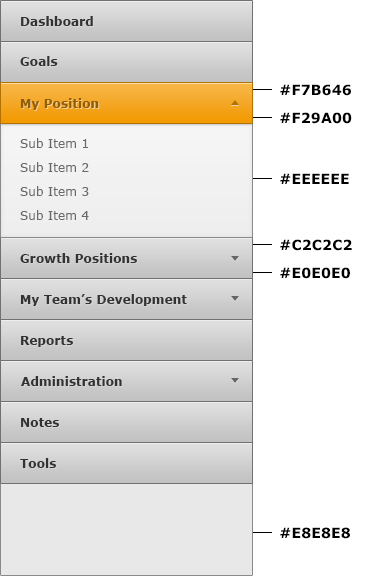 Dashboard
Goals
My Position
#F7B646
#F29A00
Sub Item 1
Sub Item 2
#EEEEEE
Sub Item 3
Sub Item 4
#C2C2C2
Growth Positions
#E0E0E0
My Team's Development
Reports
Administration
Notes
Tools
#E8E8E8